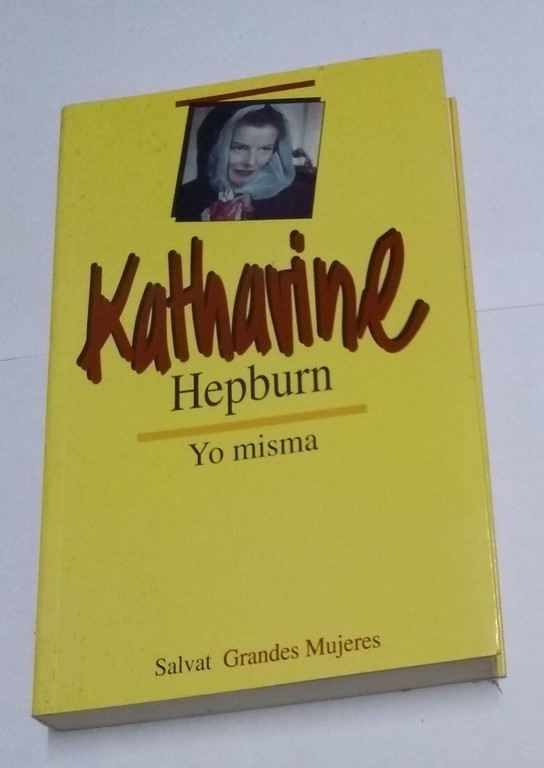 Katharine
Hepburn
Yo misma
Salvat Grandes Mujeres